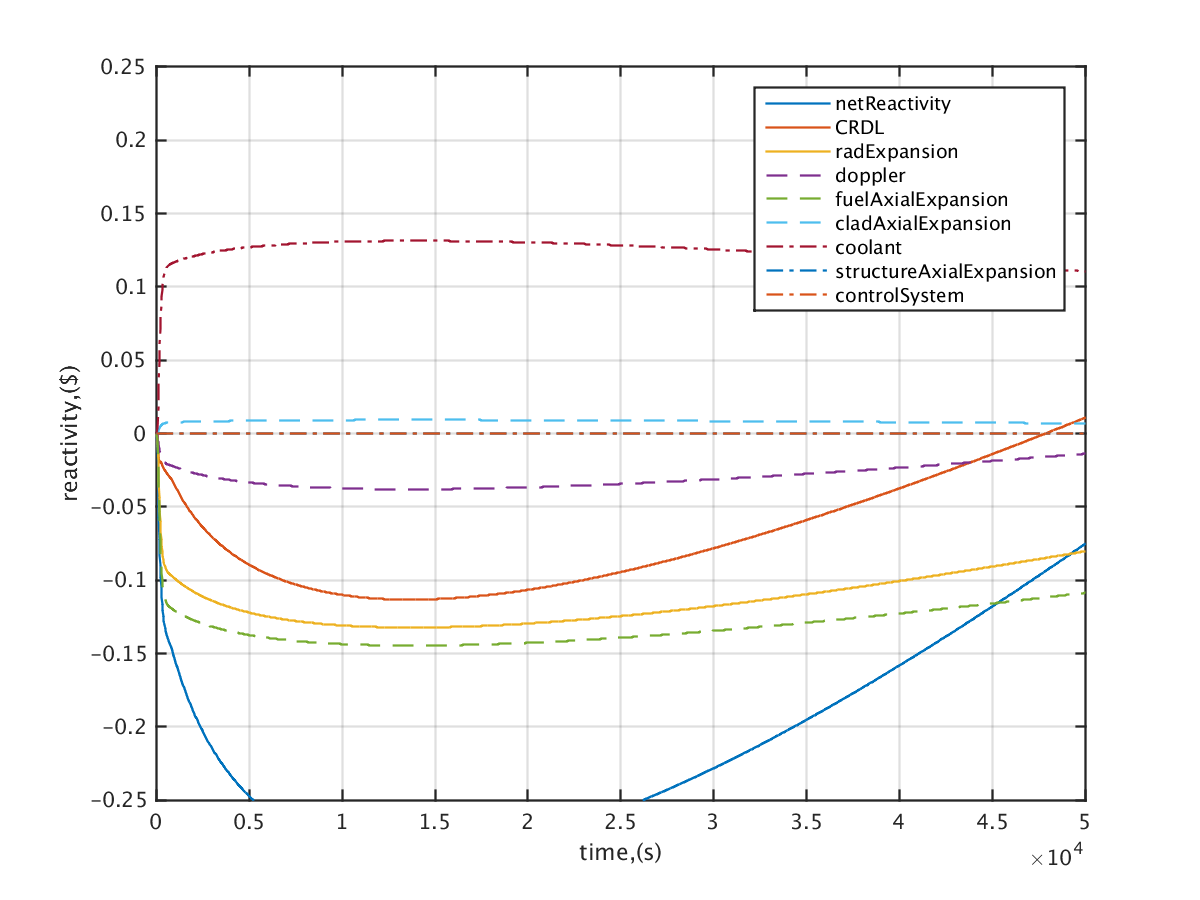 0.25
0.2
0.15
0.1
0.05
0
−0.05
−0.1
−0.15
−0.2
−0.25
reactivity,($)
netReactivity
CRDL
radExpansion
doppler
fuelAxialExpansion
cladAxialExpansion
coolant
structureAxialExpansion
controlSystem
0 0.5 1 1.5 2 2.5 3 3.5 4 4.5 5
time,(s)
×10⁴